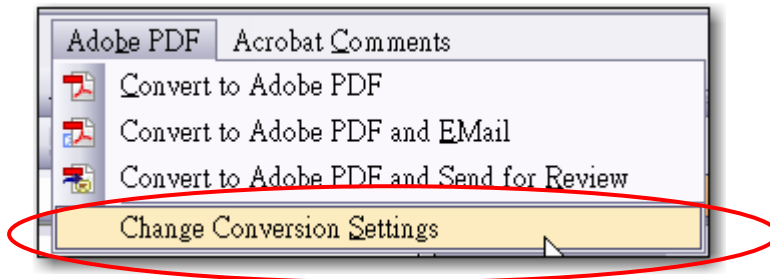 Adobe PDF Acrobat Comments
Convert to Adobe PDF
Convert to Adobe PDF and EMail
Convert to Adobe PDF and Send for Review
Change Conversion Settings